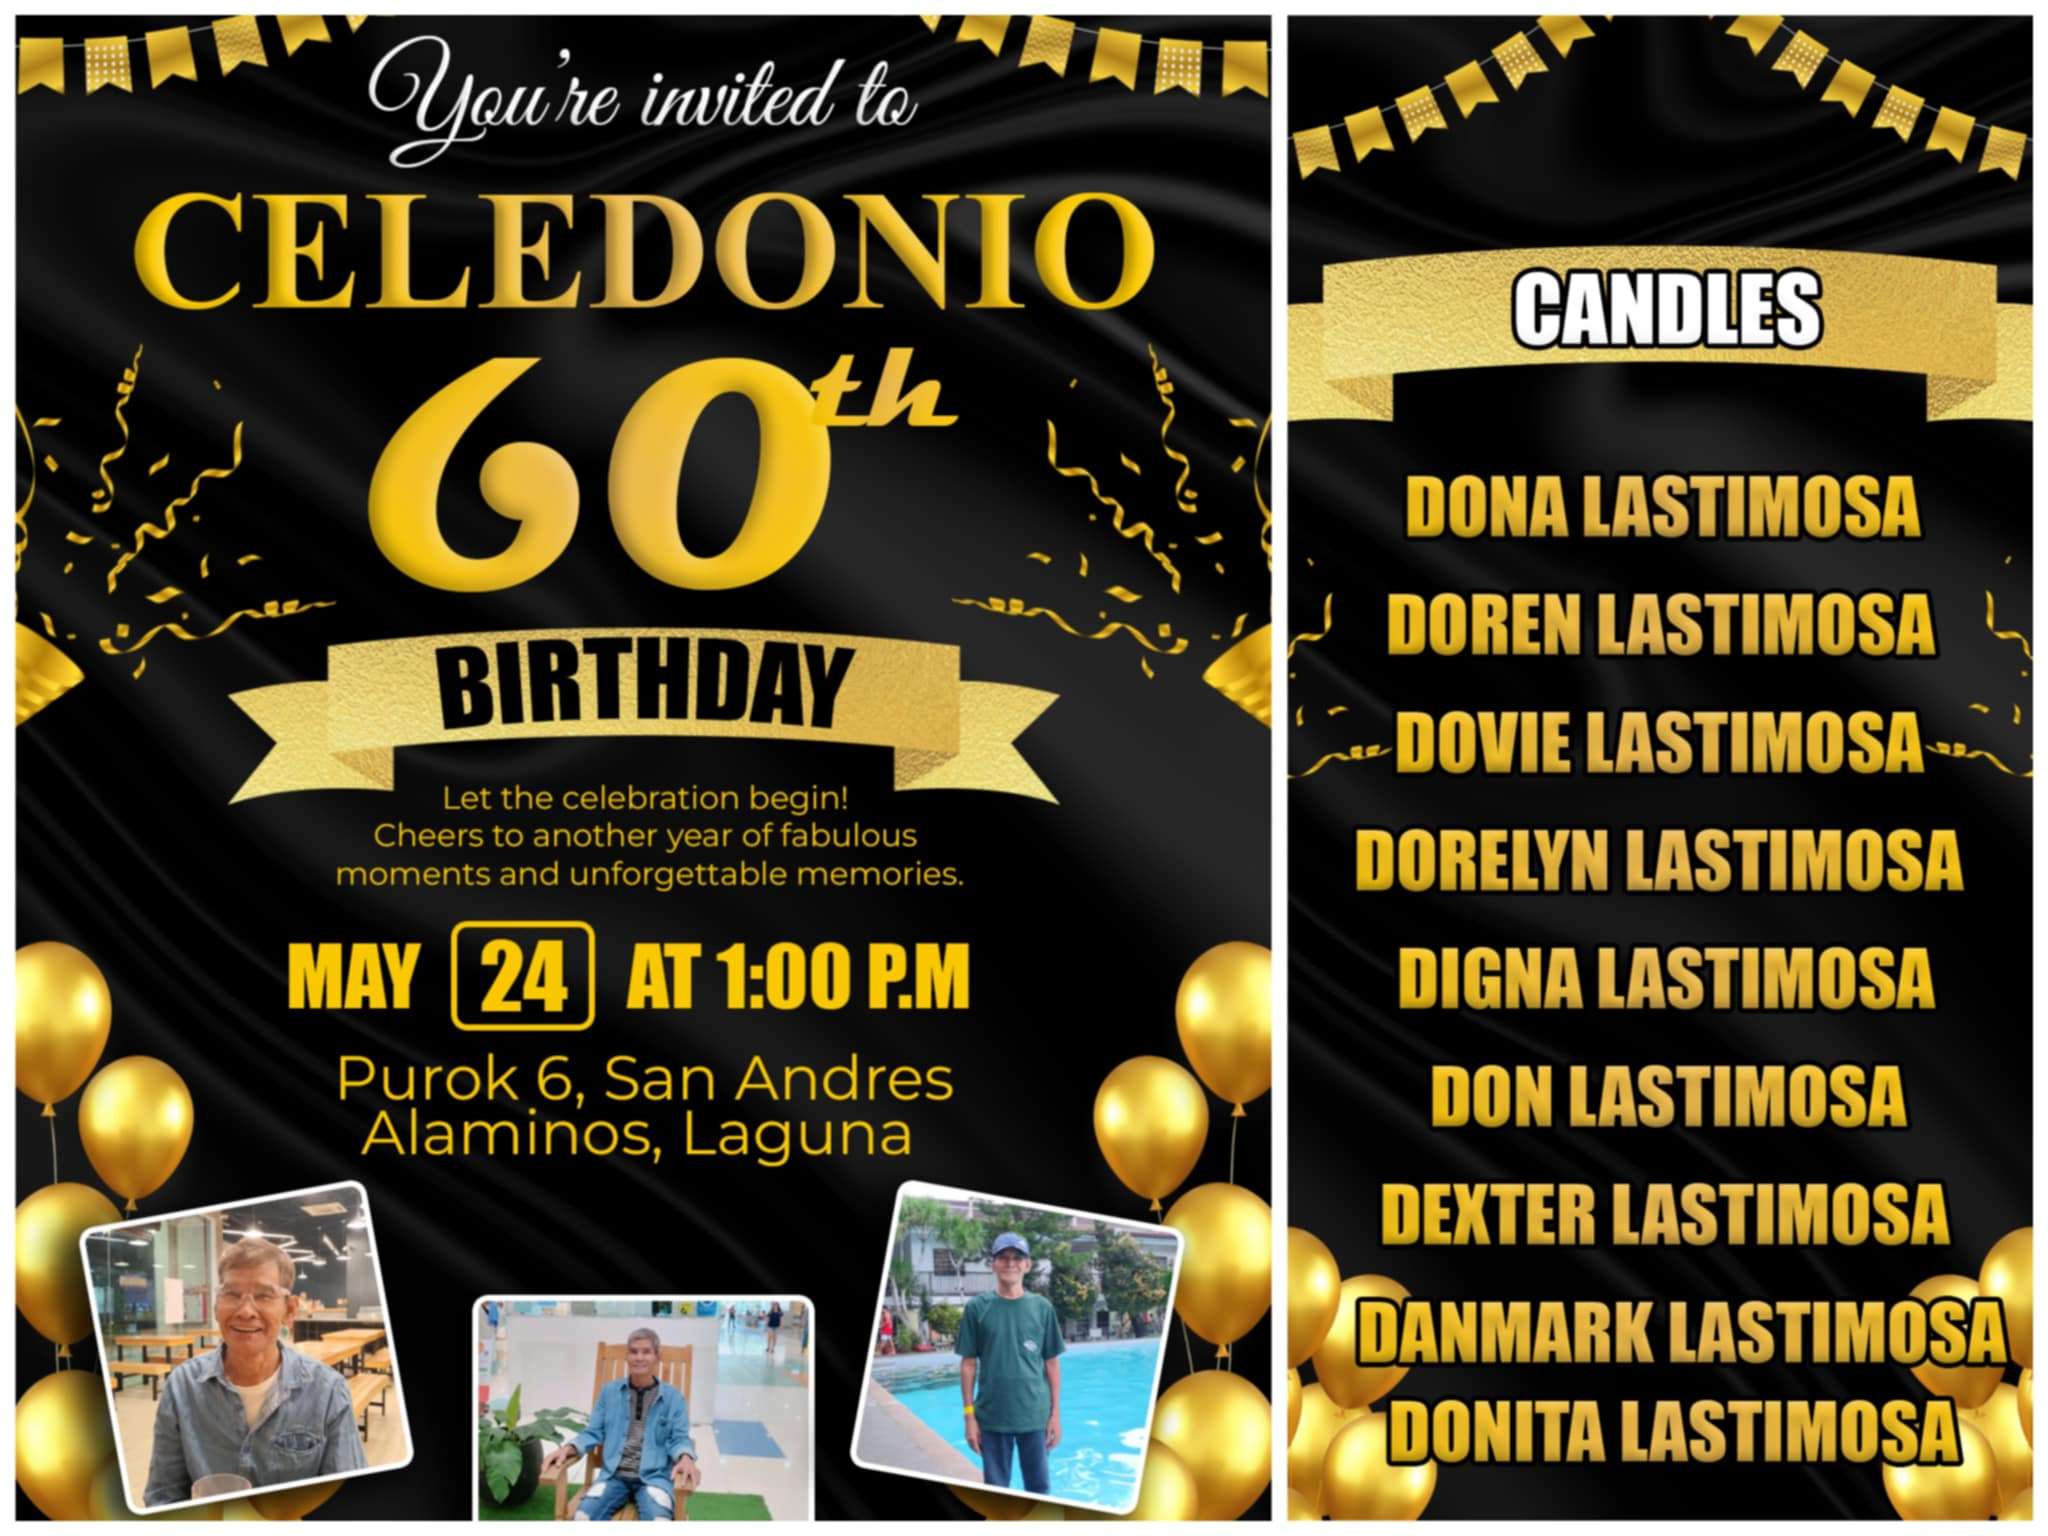 You're invited to
CELEDONIO
60th
BIRTHDAY
Let the celebration begin!
Cheers to another year of fabulous
moments and unforgettable memories.
MAY 24 AT 1:00 P.M
Purok 6, San Andres
Alaminos, Laguna
CANDLES
DONA LASTIMOSA
DOREN LASTIMOSA
DOVIE LASTIMOSA
DORELYN LASTIMOSA
DIGNA LASTIMOSA
DON LASTIMOSA
DEXTER LASTIMOSA
DANMARK LASTIMOSA
DONITA LASTIMOSA